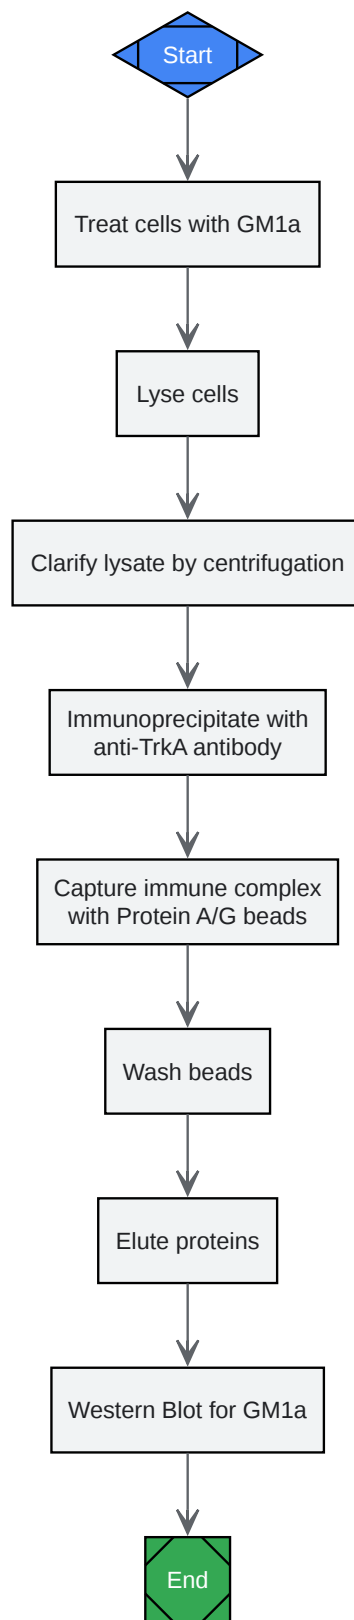 Start
Treat cells with GM1a
Lyse cells
Clarify lysate by centrifugation
Immunoprecipitate with
anti-TrkA antibody
Capture immune complex
with Protein A/G beads
Wash beads
Elute proteins
Western Blot for GM1a
End